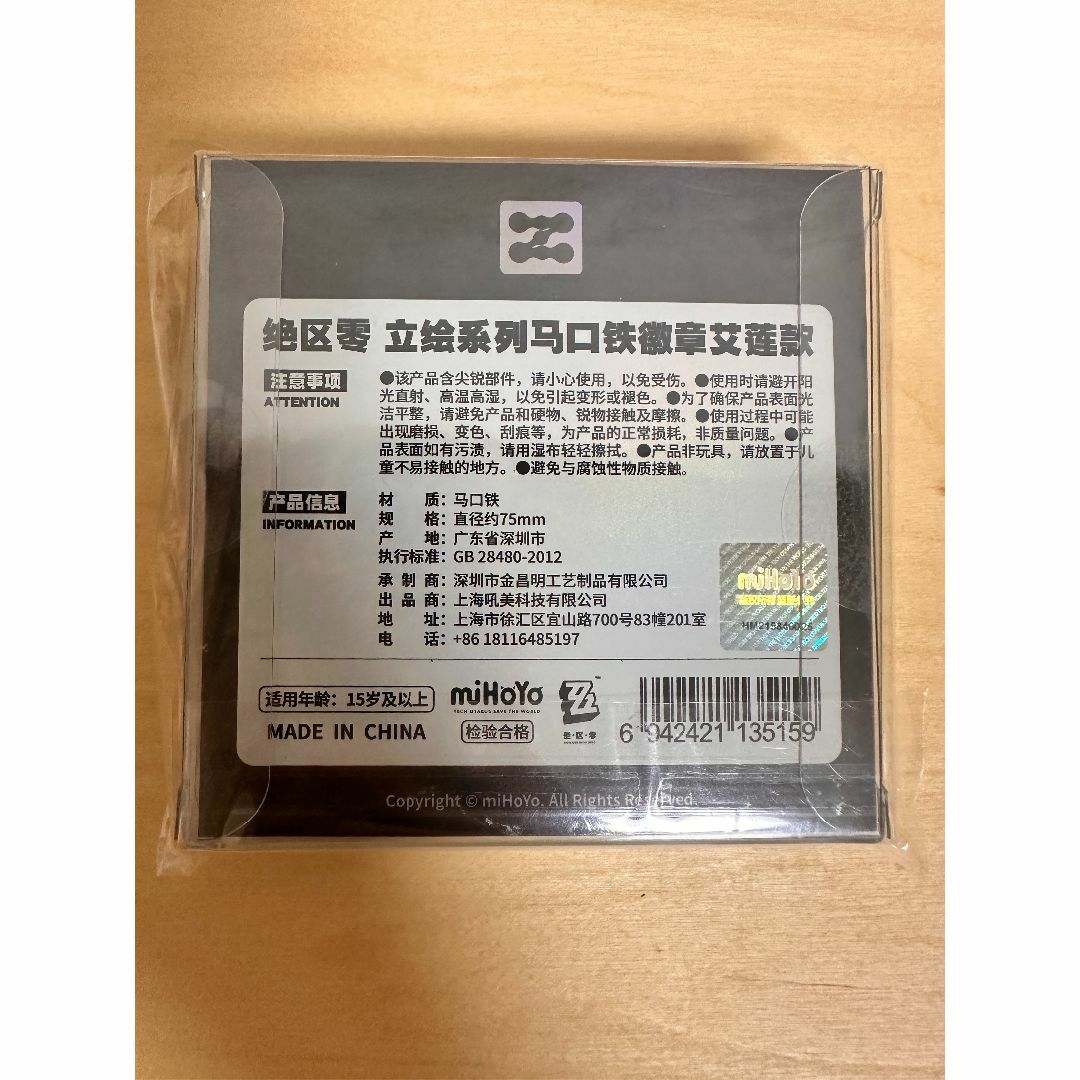 Z
绝区零 立绘系列马口铁徽章艾莲款
注意事项
ATTENTION
●该产品含尖锐部件，请小心使用，以免受伤。●使用时请避开阳
光直射、高温高湿，以免引起变形或褪色。●为了确保产品表面光
洁平整，请避免产品和硬物、锐物接触及摩擦。●使用过程中可能
出现磨损、变色、刮痕等，为产品的正常损耗，非质量问题。●产
品表面如有污渍，请用湿布轻轻擦拭。●产品非玩具，请放置于儿
童不易接触的地方。●避免与腐蚀性物质接触。
产品信息
INFORMATION
材 质：马口铁
规 格：直径约75mm
产 地：广东省深圳市
执行标准：GB 28480-2012
承 制 商：深圳市金昌明工艺制品有限公司
出 品 商：上海吼美科技有限公司
地 址：上海市徐汇区宜山路700号83幢201室
电 话：+86 18116485197
miHoYo
适用年龄：15岁及以上
MADE IN CHINA
miHoYo
TECH OTAKUS SAVE THE WORLD
检验合格
绝·区·零
6 942421 135159
Copyright © miHoYo. All Rights Reserved.